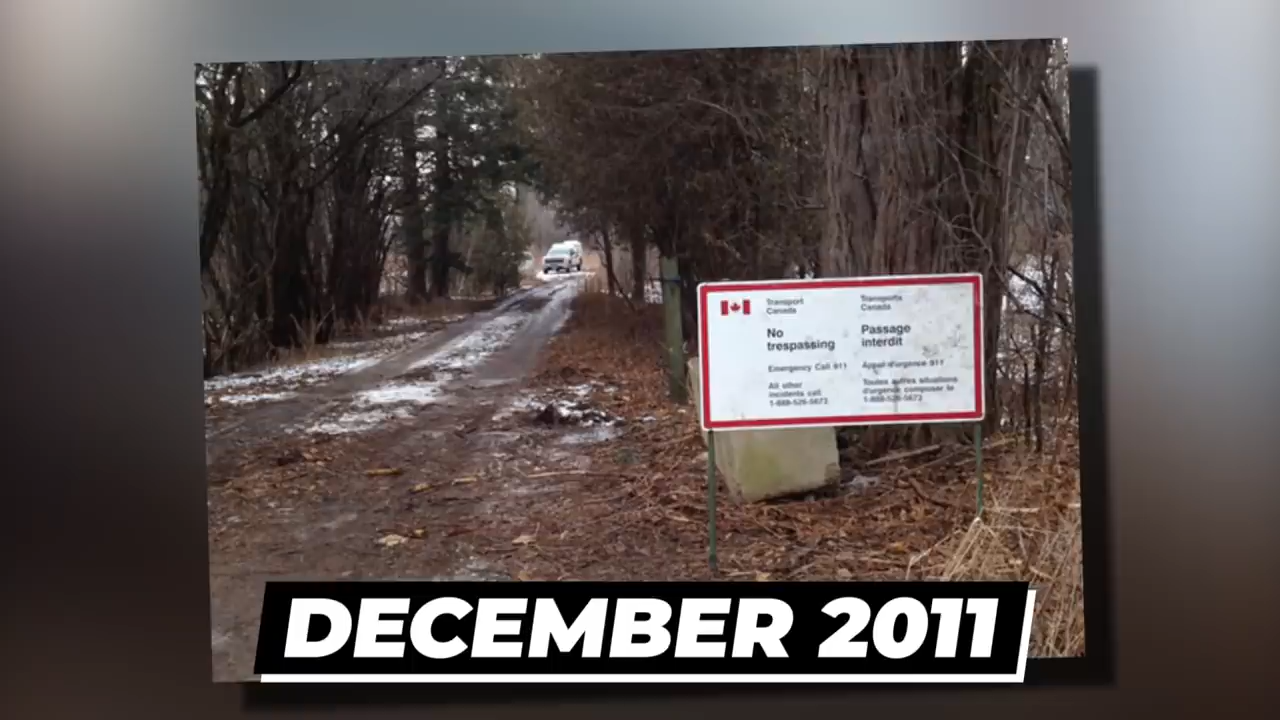 Transport
Canada
No
trespassing
Emergency Call 911
All other
incidents call
1-888-526-5673
Transports
Canada
Passage
interdit
Appel d'urgence 911
Toutes autres situations
d'urgence composer le
1-888-526-5673
DECEMBER 2011